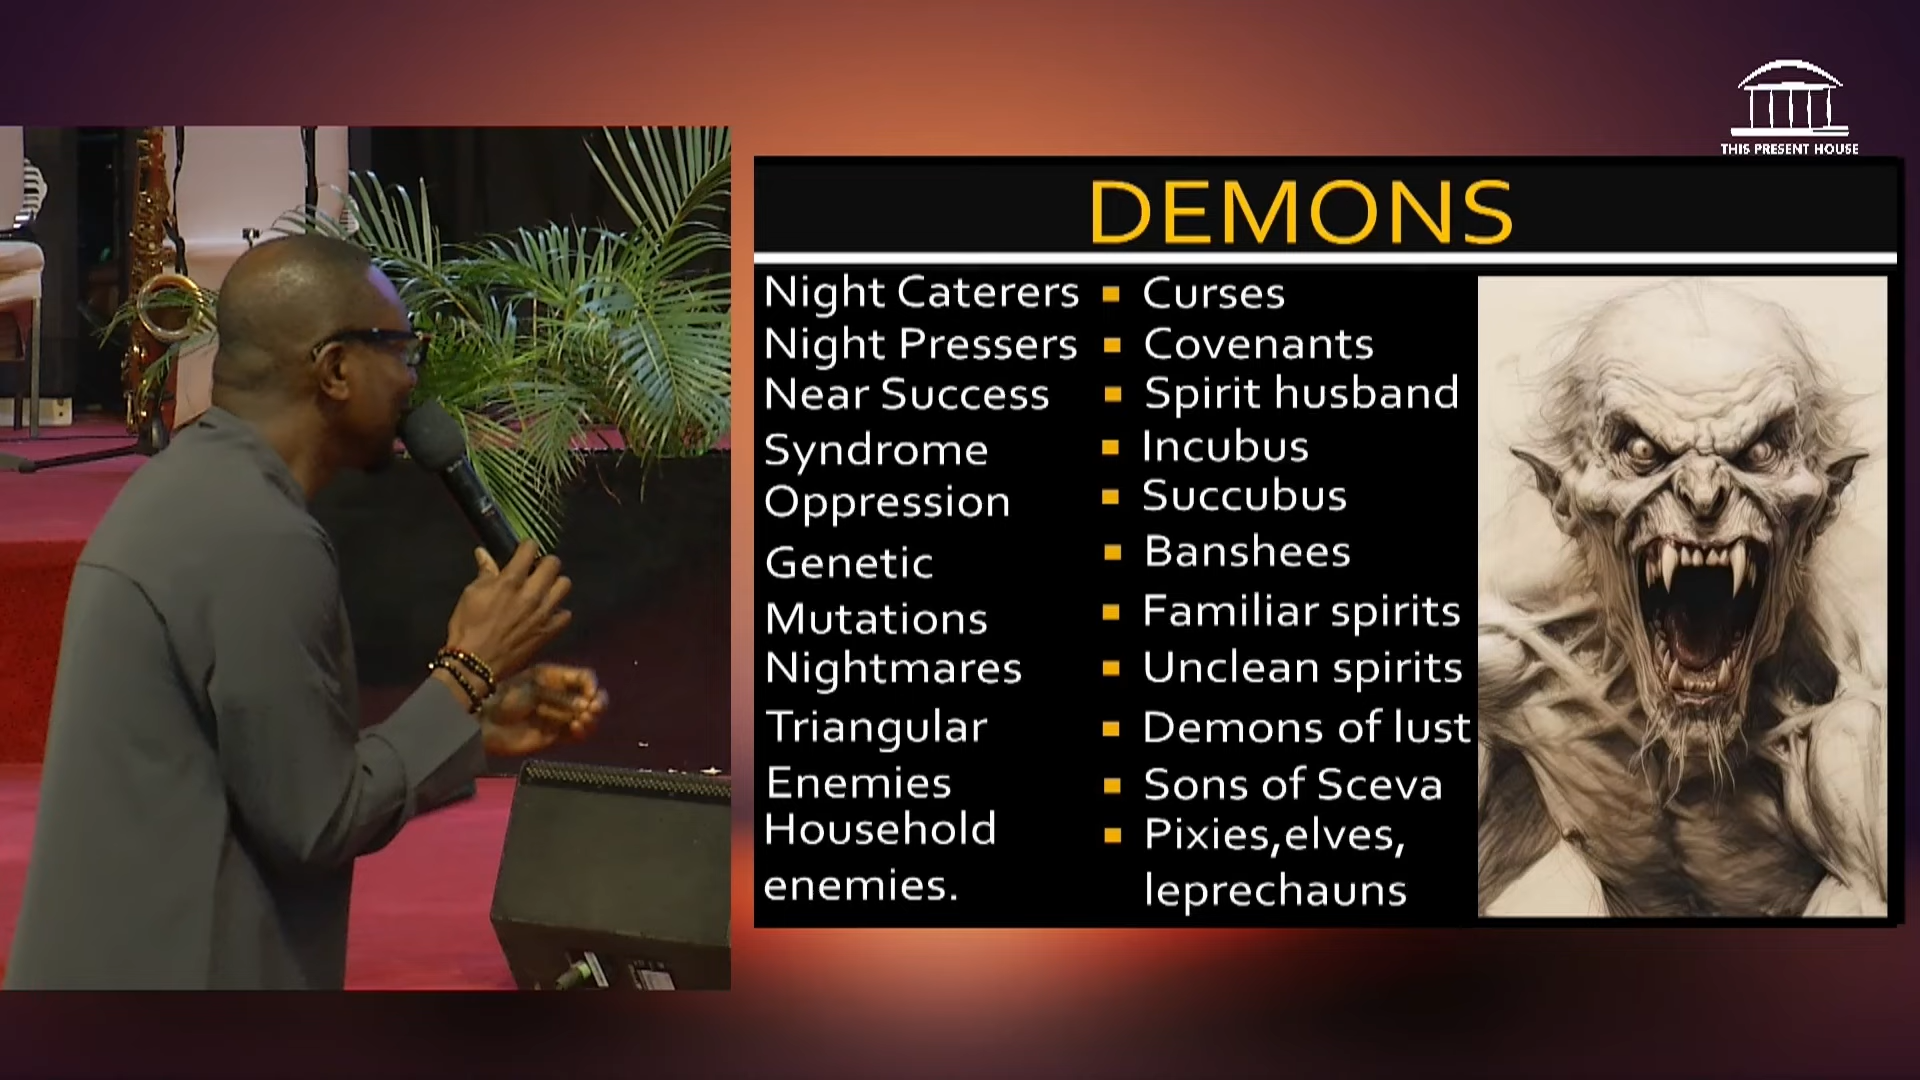 THIS PRESENT HOUSE
DEMONS
Night Caterers
Night Pressers
Near Success
Syndrome
Oppression
Genetic
Mutations
Nightmares
Triangular
Enemies
Household
enemies.
Curses
Covenants
Spirit husband
Incubus
Succubus
Banshees
Familiar spirits
Unclean spirits
Demons of lust
Sons of Sceva
Pixies,elves,
leprechauns